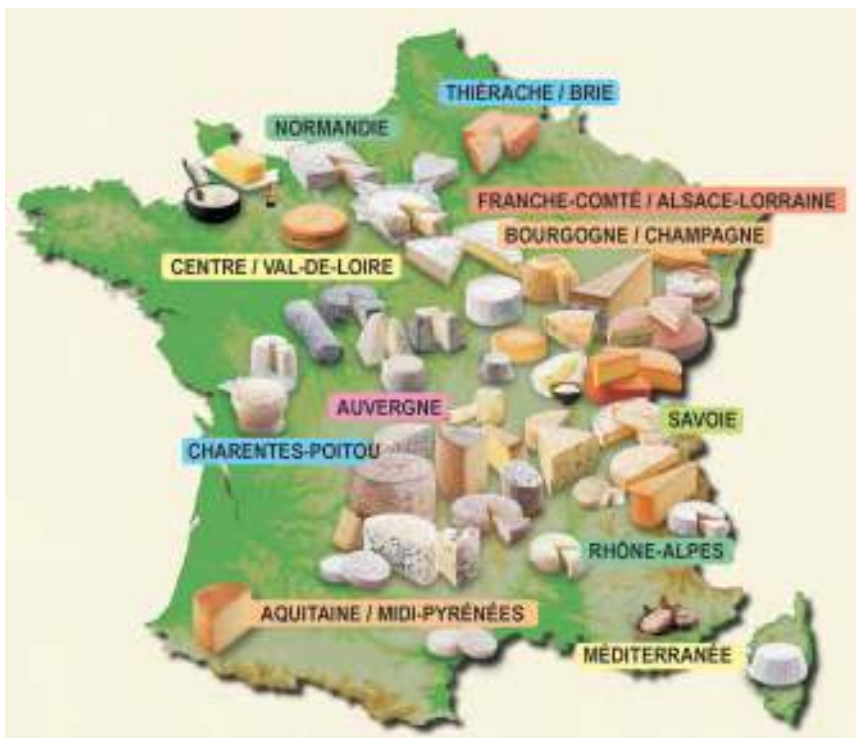 THIÉRACHE / BRIE
NORMANDIE
FRANCHE-COMTÉ / ALSACE-LORRAINE
BOURGOGNE / CHAMPAGNE
CENTRE / VAL-DE-LOIRE
AUVERGNE
SAVOIE
CHARENTES-POITOU
RHÔNE-ALPES
AQUITAINE / MIDI-PYRÉNÉES
MÉDITERRANÉE